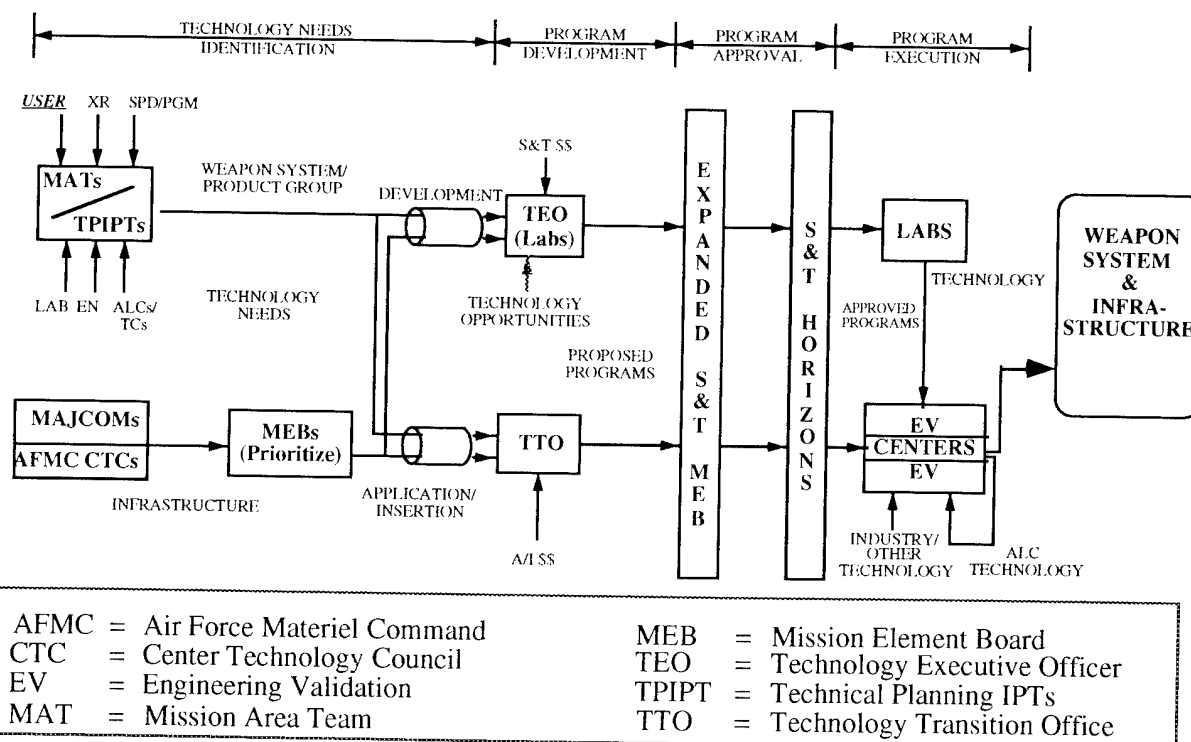 TECHNOLOGY NEEDS
IDENTIFICATION
PROGRAM
DEVELOPMENT
PROGRAM
APPROVAL
PROGRAM
EXECUTION
USER XR SPD/PGM
MATs
TPIPTs
LAB EN ALCs/
TCs
WEAPON SYSTEM/
PRODUCT GROUP
TECHNOLOGY
NEEDS
DEVELOPMENT
S&T $$
TEO
(Labs)
TECHNOLOGY
OPPORTUNITIES
PROPOSED
PROGRAMS
MAJCOMs
AFMC CTCs
INFRASTRUCTURE
MEBs
(Prioritize)
APPLICATION/
INSERTION
TTO
A/I $$
EXPANDED S&T MEB
S&T HORIZONS
LABS
TECHNOLOGY
APPROVED
PROGRAMS
EV
CENTERS
EV
INDUSTRY/
OTHER
TECHNOLOGY
ALC
TECHNOLOGY
WEAPON
SYSTEM
&
INFRA-
STRUCTURE
AFMC = Air Force Materiel Command
CTC = Center Technology Council
EV = Engineering Validation
MAT = Mission Area Team
MEB = Mission Element Board
TEO = Technology Executive Officer
TPIPT = Technical Planning IPTs
TTO = Technology Transition Office